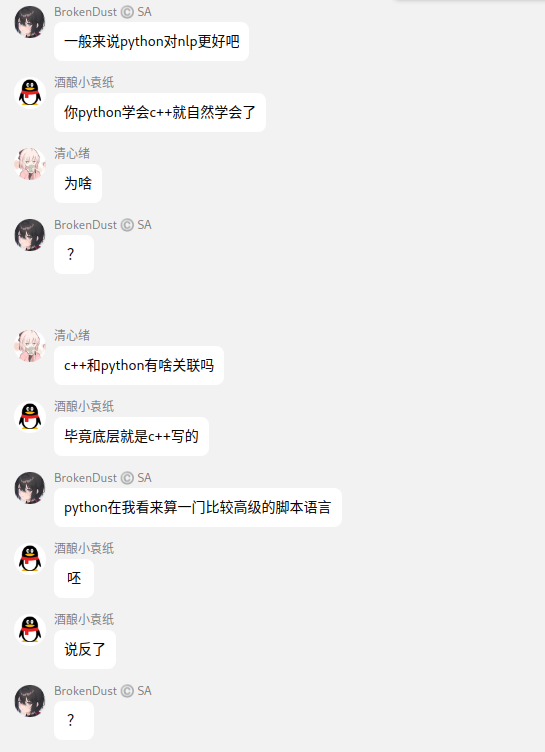 BrokenDust © SA
一般来说python对nlp更好吧
酒酿小袁纸
你python学会c++就自然学会了
清心绪
为啥
BrokenDust © SA
？
清心绪
c++和python有啥关联吗
酒酿小袁纸
毕竟底层就是c++写的
BrokenDust © SA
python在我看来算一门比较高级的脚本语言
酒酿小袁纸
呸
酒酿小袁纸
说反了
BrokenDust © SA
？